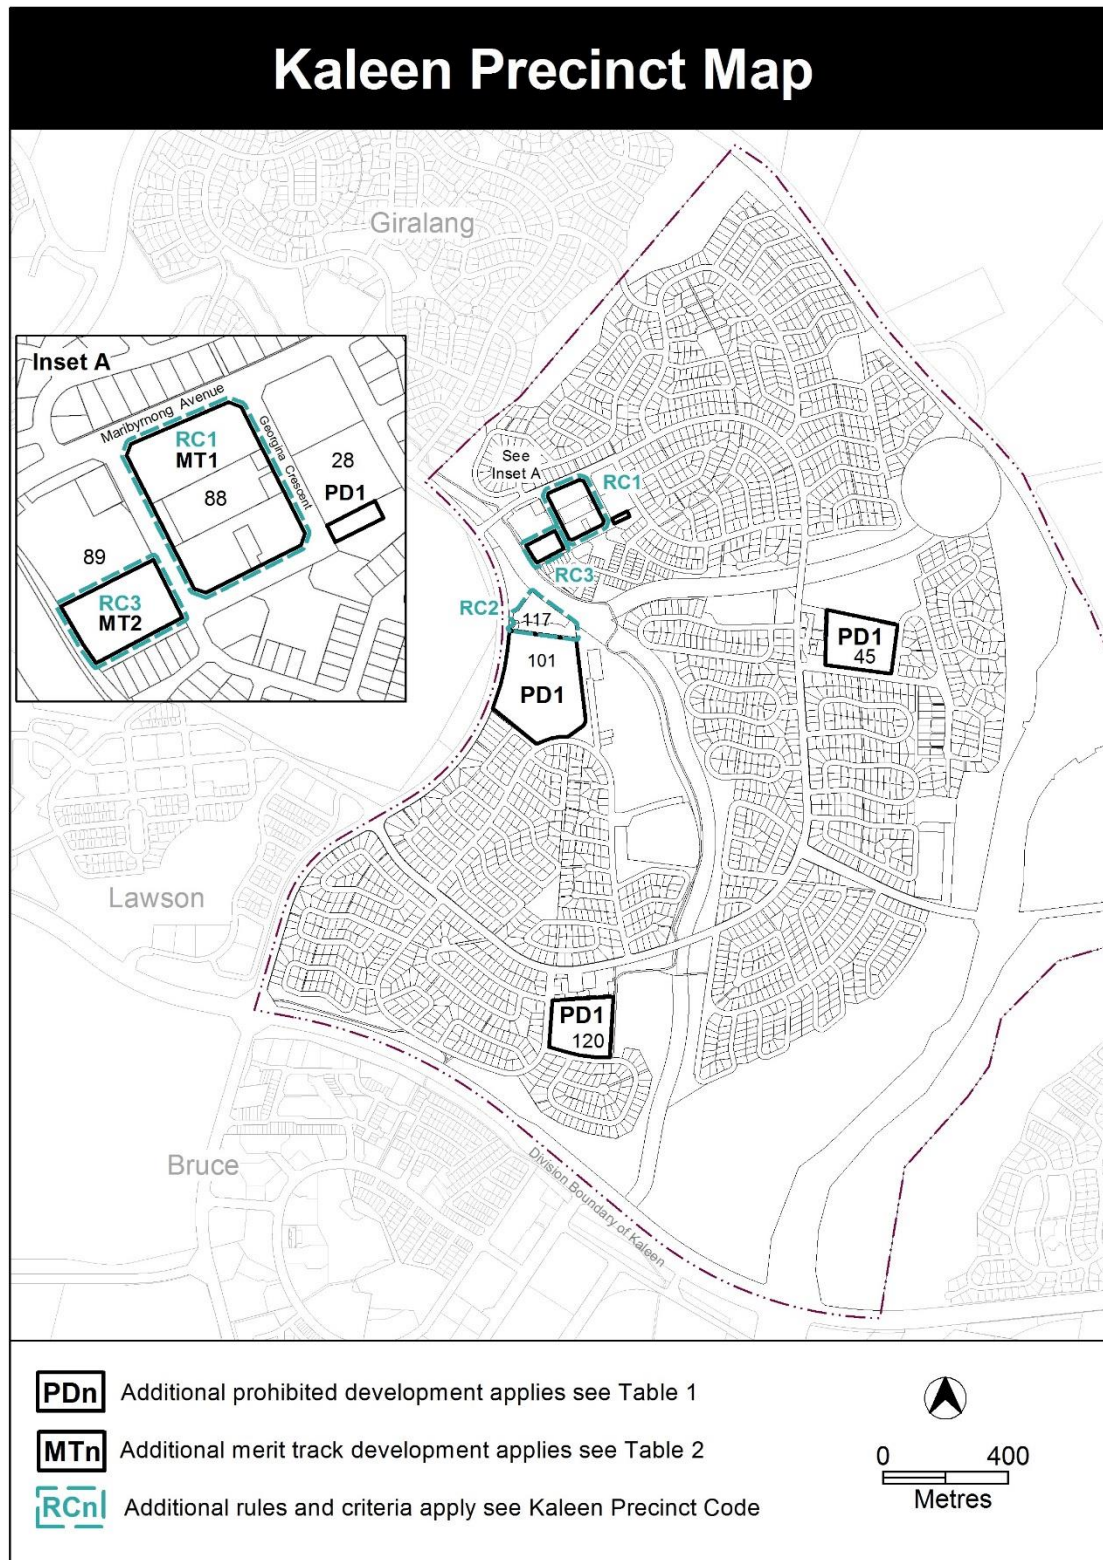 Kaleen Precinct Map
Giralang
Inset A
Maribyrnong Avenue
RC1
MT1
Georgina Crescent
28
PD1
88
89
RC3
MT2
See
Inset A
RC1
RC3
RC2
117
101
PD1
PD1
45
Lawson
PD1
120
Bruce
Division Boundary of Kaleen
PDn Additional prohibited development applies see Table 1
MTn Additional merit track development applies see Table 2
RCn Additional rules and criteria apply see Kaleen Precinct Code
0 400
Metres